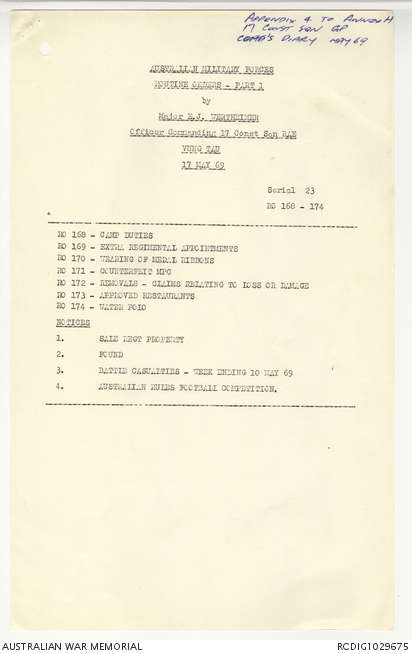 APPENDIX 4 TO ANNEX H
17 CONST SQN GP
COMD'S DIARY MAY 69
AUSTRALIAN MILITARY FORCES
ROUTINE ORDERS - PART 1
by
Major
Officer Commanding 17 Const Sqn RAE
VUNG TAU
17 MAY 69
Serial 23
RO 168 - 174
RO 168 - CAMP DUTIES
RO 169 - EXTRA REGIMENTAL APPOINTMENTS
RO 170 - WEARING OF MEDAL RIBBONS
RO 171 - COUNTERFEIT MPC
RO 172 - REMOVALS - CLAIMS RELATING TO LOSS OR DAMAGE
RO 173 - APPROVED RESTAURANTS
RO 174 - WATER POLO
NOTICES
1. SALE REGT PROPERTY
2. FOUND
3. BATTLE CASUALTIES - WEEK ENDING 10 MAY 69
4. AUSTRALIAN RULES FOOTBALL COMPETITION.
AUSTRALIAN WAR MEMORIAL
RCDIG1029675